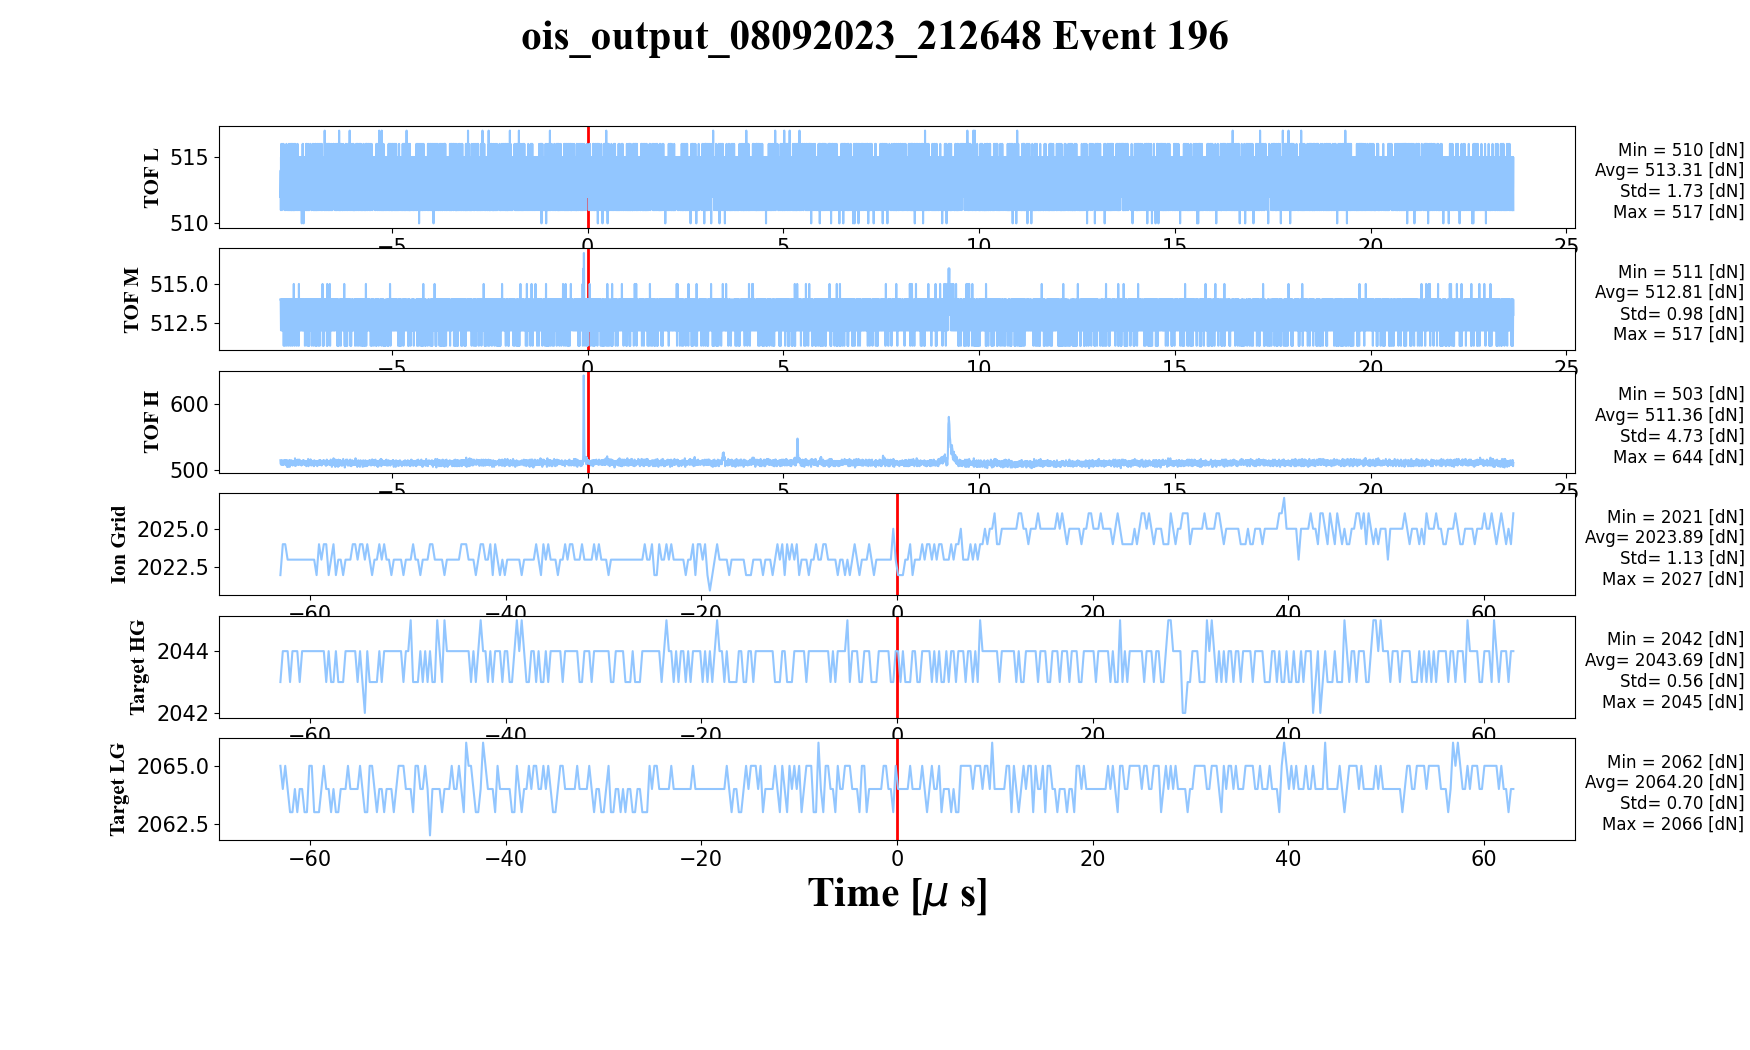 ois_output_08092023_212648 Event 196
TOF L
515
510
−5
0
5
10
15
20
25
Min = 510 [dN]
Avg= 513.31 [dN]
Std= 1.73 [dN]
Max = 517 [dN]
TOF M
515.0
512.5
−5
0
5
10
15
20
25
Min = 511 [dN]
Avg= 512.81 [dN]
Std= 0.98 [dN]
Max = 517 [dN]
TOF H
600
500
−5
0
5
10
15
20
25
Min = 503 [dN]
Avg= 511.36 [dN]
Std= 4.73 [dN]
Max = 644 [dN]
Ion Grid
2025.0
2022.5
−60
−40
−20
0
20
40
60
Min = 2021 [dN]
Avg= 2023.89 [dN]
Std= 1.13 [dN]
Max = 2027 [dN]
Target HG
2044
2042
−60
−40
−20
0
20
40
60
Min = 2042 [dN]
Avg= 2043.69 [dN]
Std= 0.56 [dN]
Max = 2045 [dN]
Target LG
2065.0
2062.5
−60
−40
−20
0
20
40
60
Min = 2062 [dN]
Avg= 2064.20 [dN]
Std= 0.70 [dN]
Max = 2066 [dN]
Time [μ s]